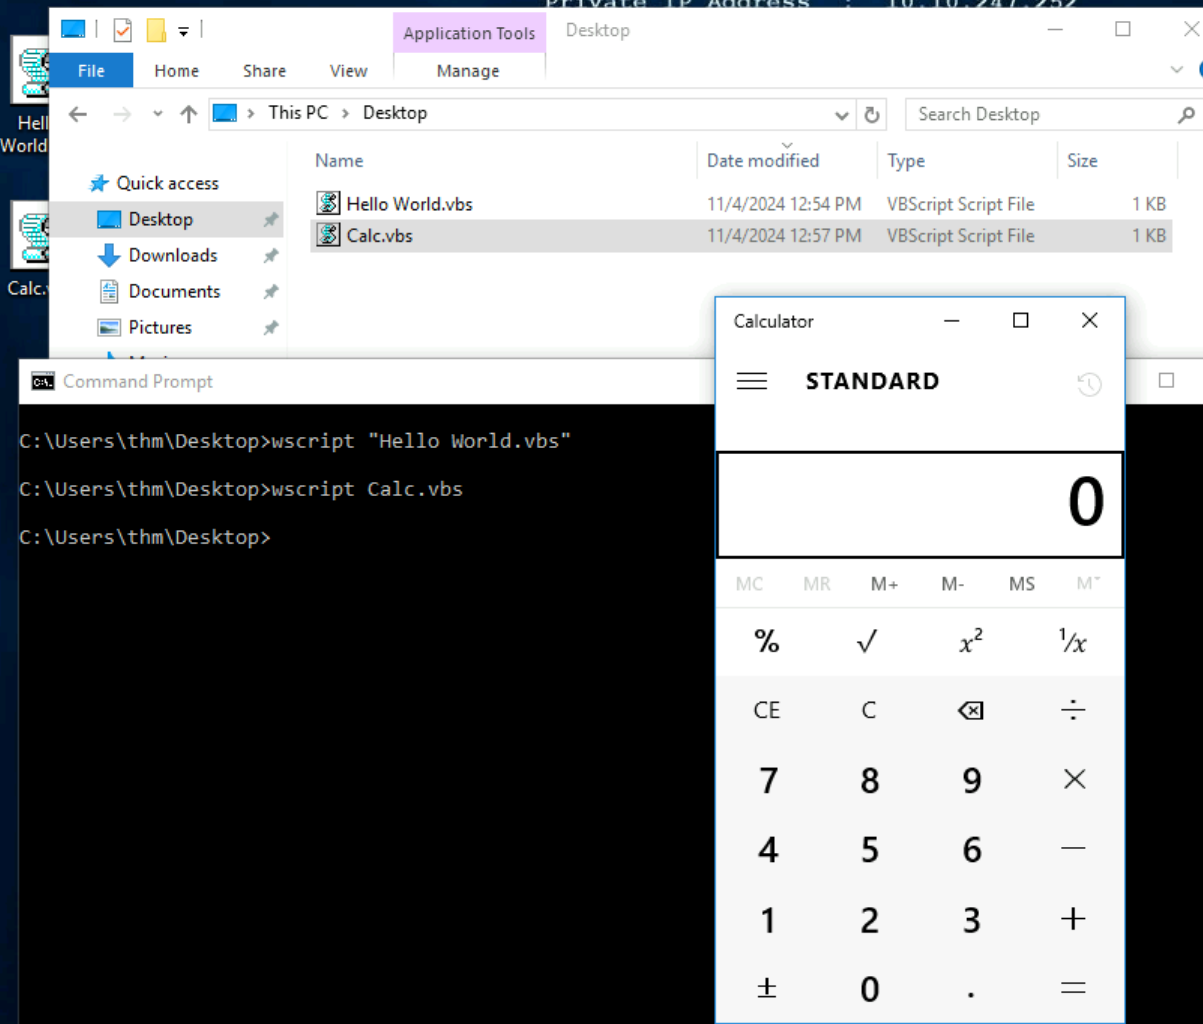 Private IP Address : 10.10.247.252
Application Tools Desktop
File Home Share View Manage
This PC Desktop
Search Desktop
Name Date modified Type Size
Quick access
Desktop
Downloads
Documents
Pictures
Hello World.vbs 11/4/2024 12:54 PM VBScript Script File 1 KB
Calc.vbs 11/4/2024 12:57 PM VBScript Script File 1 KB
Hell
World
Calc.v
Command Prompt
C:\Users\thm\Desktop>wscript "Hello World.vbs"
C:\Users\thm\Desktop>wscript Calc.vbs
C:\Users\thm\Desktop>
Calculator
STANDARD
0
MC MR M+ M- MS M˅
% √ x² ¹/x
CE C ÷
7 8 9 ×
4 5 6 −
1 2 3 +
± 0 . =